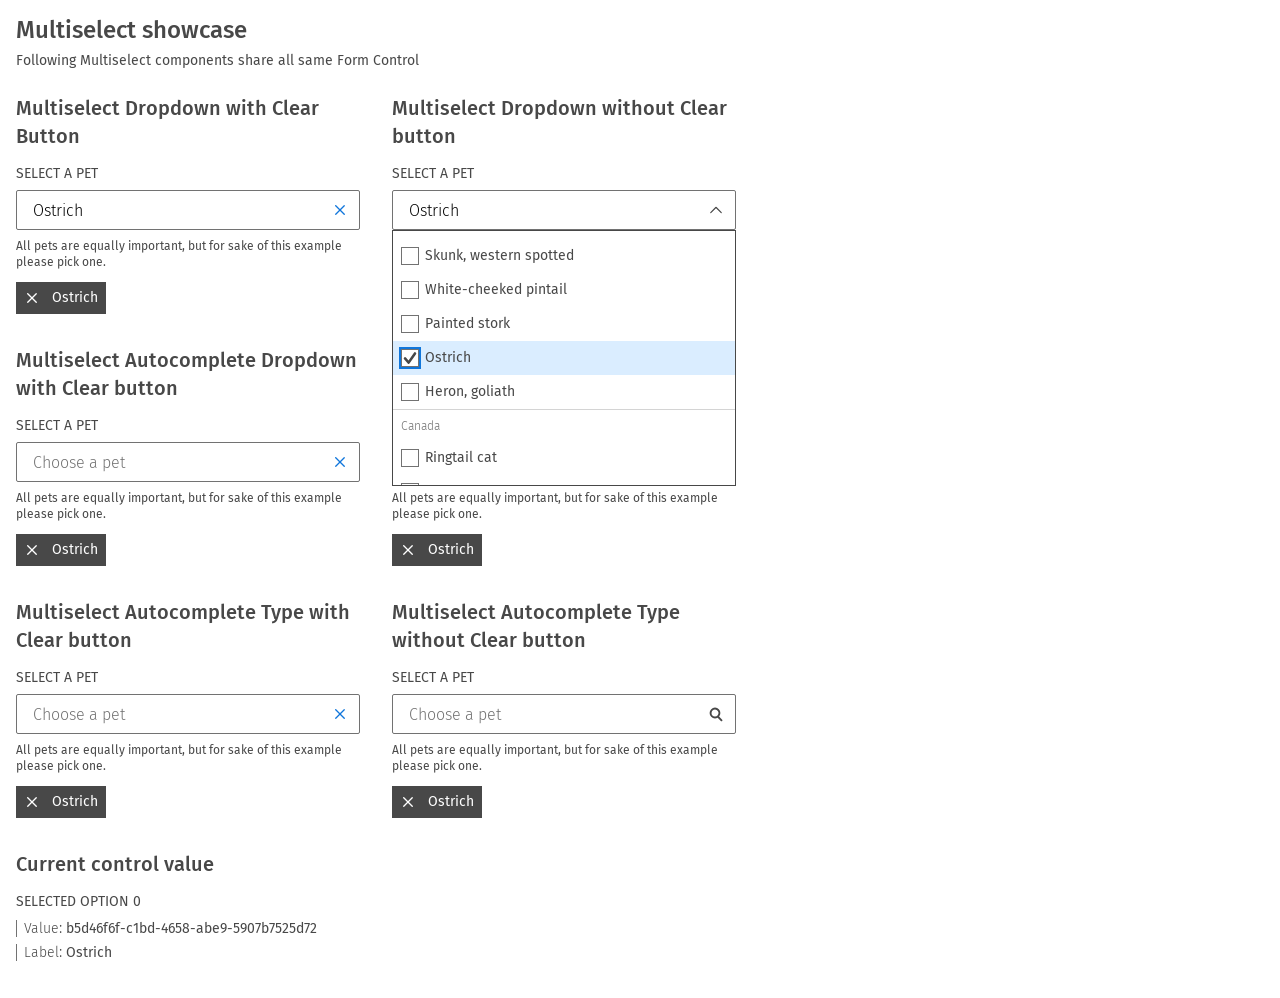 Multiselect showcase
Following Multiselect components share all same Form Control
Multiselect Dropdown with Clear
Button
SELECT A PET
Ostrich
All pets are equally important, but for sake of this example
please pick one.
Ostrich
Multiselect Dropdown without Clear
button
SELECT A PET
Ostrich
Skunk, western spotted
White-cheeked pintail
Painted stork
Ostrich
Heron, goliath
Canada
Ringtail cat
All pets are equally important, but for sake of this example
please pick one.
Ostrich
Multiselect Autocomplete Dropdown
with Clear button
SELECT A PET
Choose a pet
All pets are equally important, but for sake of this example
please pick one.
Ostrich
Multiselect Autocomplete Type with
Clear button
SELECT A PET
Choose a pet
All pets are equally important, but for sake of this example
please pick one.
Ostrich
Multiselect Autocomplete Type
without Clear button
SELECT A PET
Choose a pet
All pets are equally important, but for sake of this example
please pick one.
Ostrich
Current control value
SELECTED OPTION 0
Value: b5d46f6f-c1bd-4658-abe9-5907b7525d72
Label: Ostrich